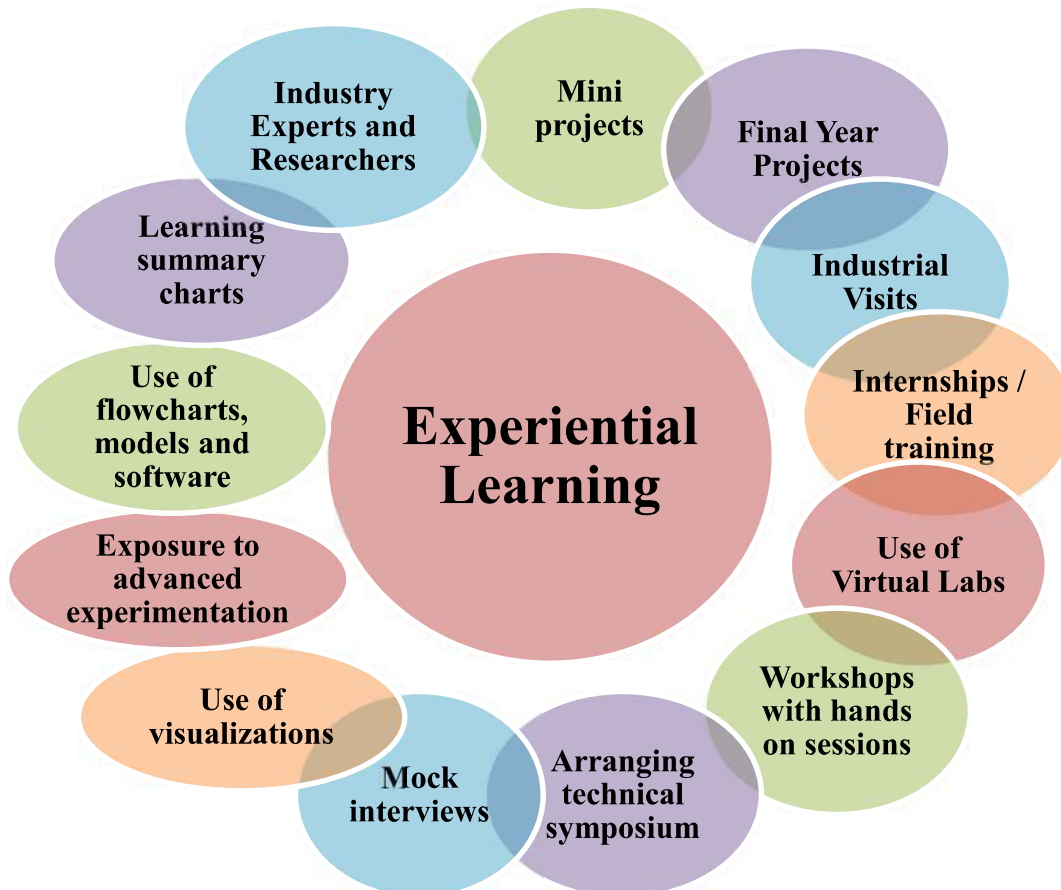 Mini
projects
Final Year
Projects
Industrial
Visits
Internships /
Field
training
Use of
Virtual Labs
Workshops
with hands
on sessions
Arranging
technical
symposium
Mock
interviews
Use of
visualizations
Exposure to
advanced
experimentation
Use of
flowcharts,
models and
software
Learning
summary
charts
Industry
Experts and
Researchers
Experiential
Learning